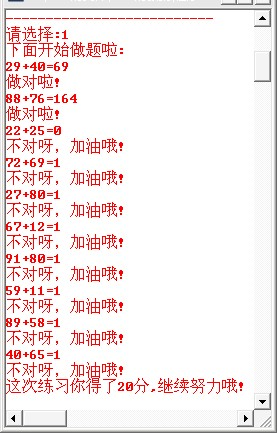 请选择:1
下面开始做题啦:
29+40=69
做对啦!
88+76=164
做对啦!
22+25=0
不对呀，加油哦!
72+69=1
不对呀，加油哦!
27+80=1
不对呀，加油哦!
67+12=1
不对呀，加油哦!
91+80=1
不对呀，加油哦!
59+11=1
不对呀，加油哦!
89+58=1
不对呀，加油哦!
40+65=1
不对呀，加油哦!
这次练习你得了20分,继续努力哦!